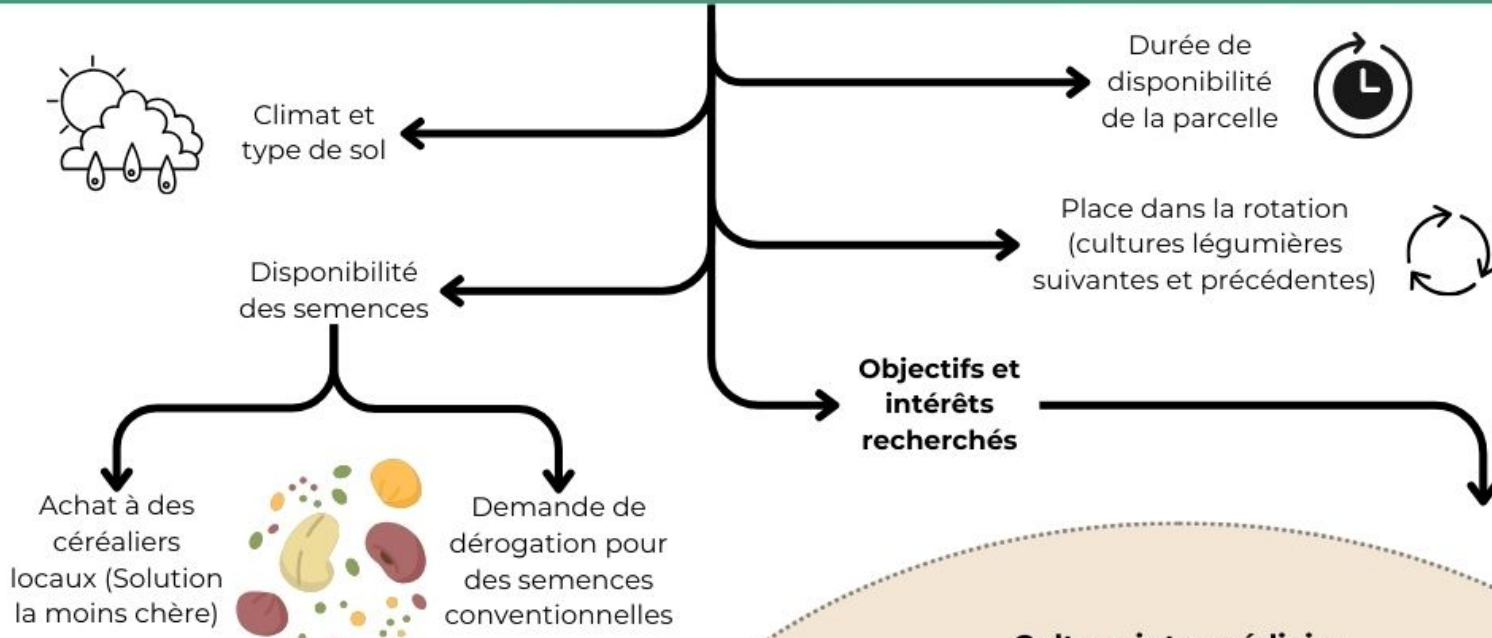 Durée de
disponibilité
de la parcelle
Climat et
type de sol
Place dans la rotation
(cultures légumières
suivantes et précédentes)
Disponibilité
des semences
Objectifs et
intérêts
recherchés
Achat à des
céréaliers
locaux (Solution
la moins chère)
Demande de
dérogation pour
des semences
conventionnelles